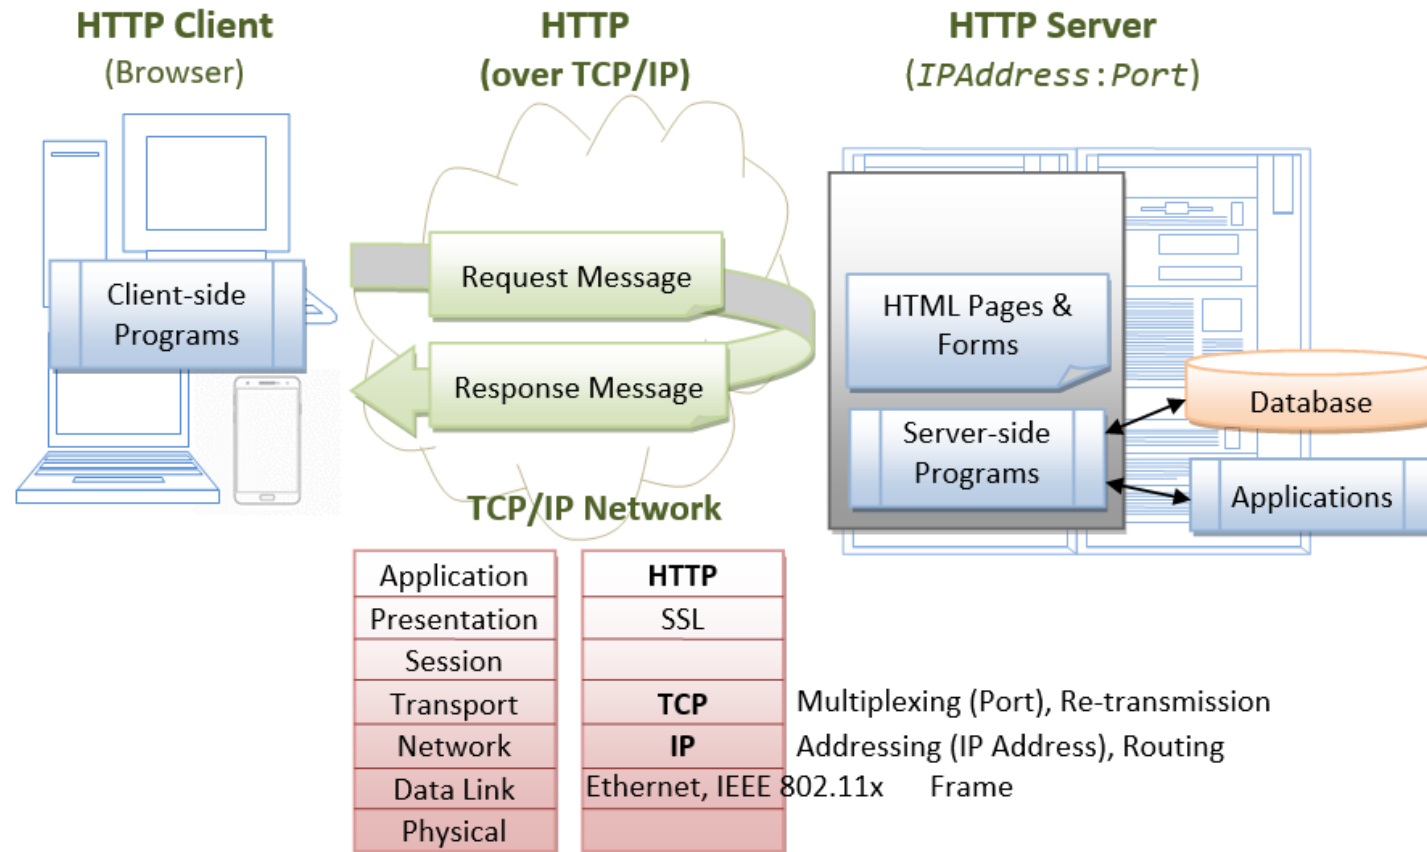 HTTP Client
(Browser)
HTTP
(over TCP/IP)
HTTP Server
(IPAddress:Port)
Client-side
Programs
Request Message
Response Message
HTML Pages &
Forms
Server-side
Programs
Database
Applications
TCP/IP Network
Application HTTP
Presentation SSL
Session
Transport TCP Multiplexing (Port), Re-transmission
Network IP Addressing (IP Address), Routing
Data Link Ethernet, IEEE 802.11x Frame
Physical